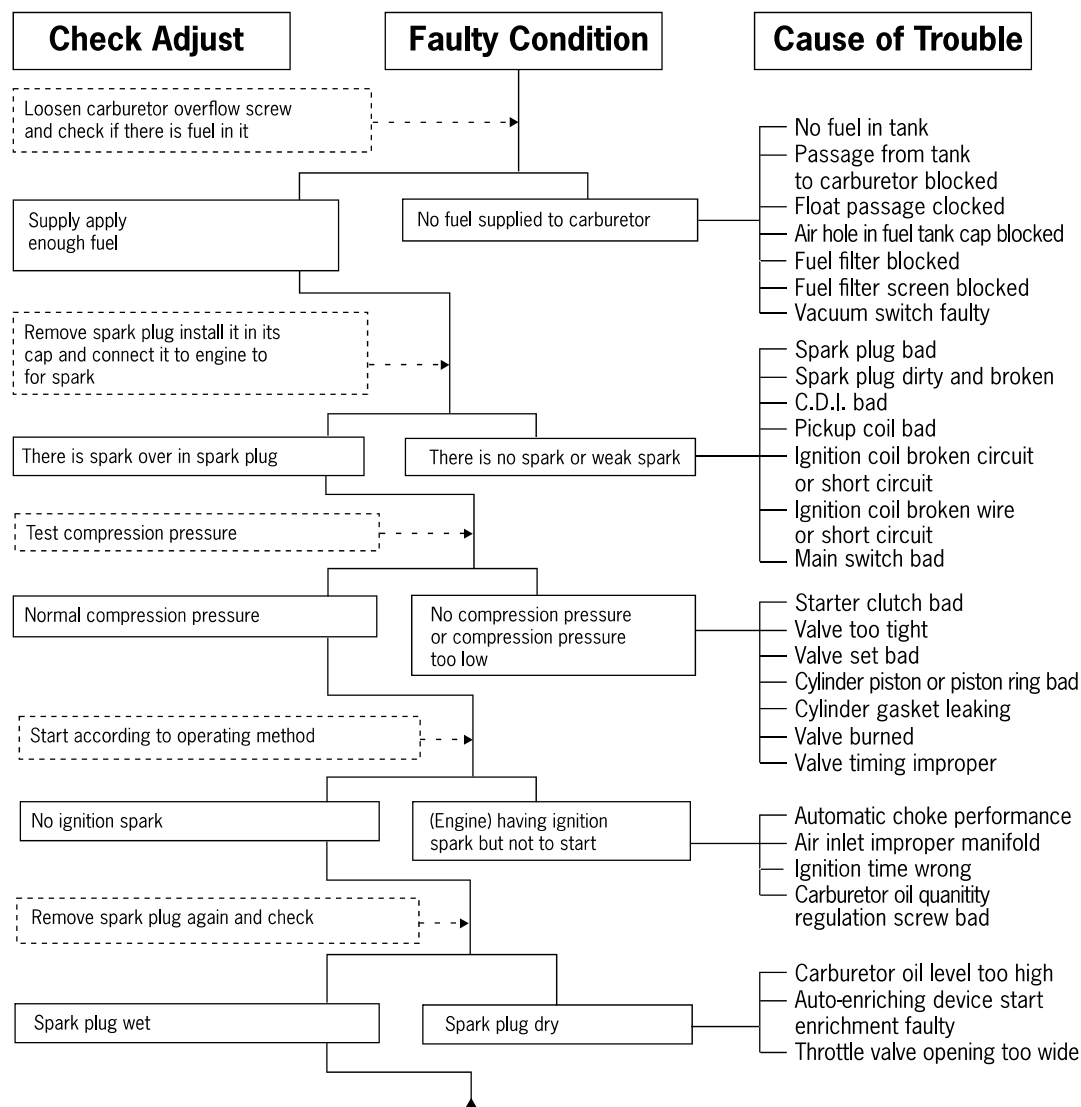 Check Adjust
Faulty Condition
Cause of Trouble
Loosen carburetor overflow screw
and check if there is fuel in it
Supply apply
enough fuel
No fuel supplied to carburetor
No fuel in tank
Passage from tank
to carburetor blocked
Float passage clocked
Air hole in fuel tank cap blocked
Fuel filter blocked
Fuel filter screen blocked
Vacuum switch faulty
Remove spark plug install it in its
cap and connect it to engine to
for spark
There is spark over in spark plug
There is no spark or weak spark
Spark plug bad
Spark plug dirty and broken
C.D.I. bad
Pickup coil bad
Ignition coil broken circuit
or short circuit
Ignition coil broken wire
or short circuit
Main switch bad
Test compression pressure
Normal compression pressure
No compression pressure
or compression pressure
too low
Starter clutch bad
Valve too tight
Valve set bad
Cylinder piston or piston ring bad
Cylinder gasket leaking
Valve burned
Valve timing improper
Start according to operating method
No ignition spark
(Engine) having ignition
spark but not to start
Automatic choke performance
Air inlet improper manifold
Ignition time wrong
Carburetor oil quanitity
regulation screw bad
Remove spark plug again and check
Spark plug wet
Spark plug dry
Carburetor oil level too high
Auto-enriching device start
enrichment faulty
Throttle valve opening too wide